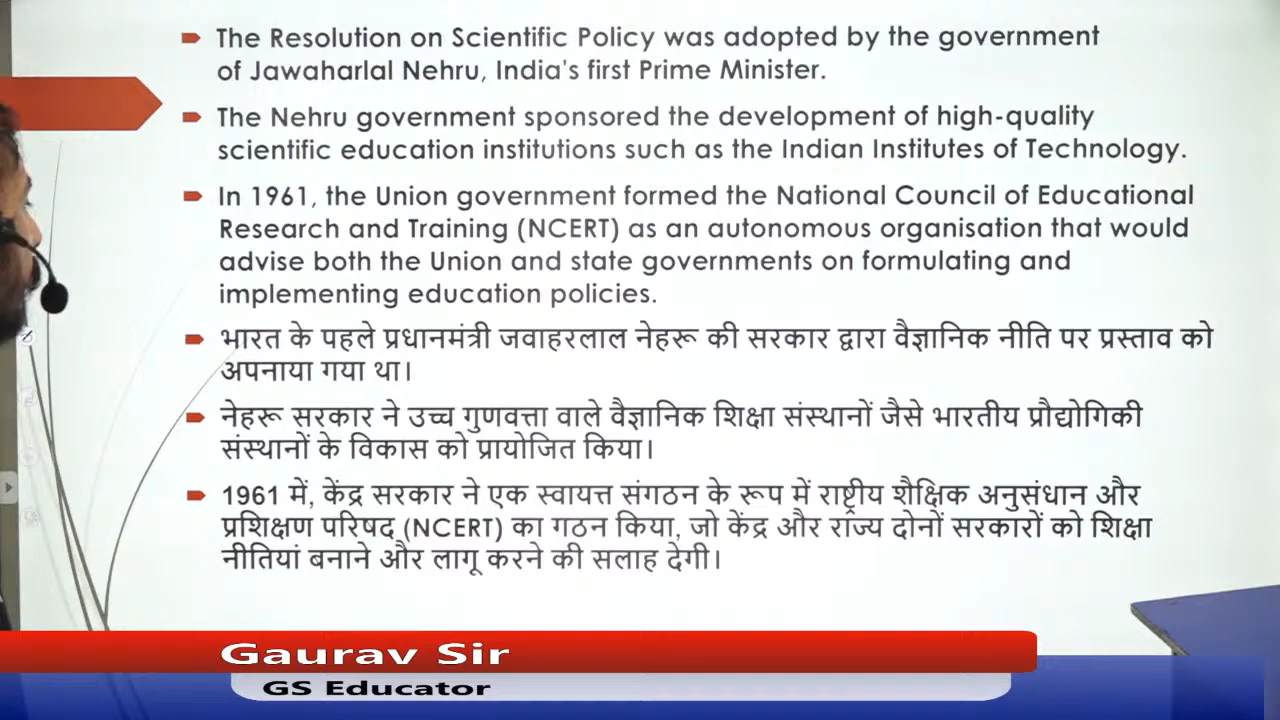 The Resolution on Scientific Policy was adopted by the government
of Jawaharlal Nehru, India's first Prime Minister.
The Nehru government sponsored the development of high-quality
scientific education institutions such as the Indian Institutes of Technology.
In 1961, the Union government formed the National Council of Educational
Research and Training (NCERT) as an autonomous organisation that would
advise both the Union and state governments on formulating and
implementing education policies.
भारत के पहले प्रधानमंत्री जवाहरलाल नेहरू की सरकार द्वारा वैज्ञानिक नीति पर प्रस्ताव को
अपनाया गया था।
नेहरू सरकार ने उच्च गुणवत्ता वाले वैज्ञानिक शिक्षा संस्थानों जैसे भारतीय प्रौद्योगिकी
संस्थानों के विकास को प्रायोजित किया।
1961 में, केंद्र सरकार ने एक स्वायत्त संगठन के रूप में राष्ट्रीय शैक्षिक अनुसंधान और
प्रशिक्षण परिषद (NCERT) का गठन किया, जो केंद्र और राज्य दोनों सरकारों को शिक्षा
नीतियां बनाने और लागू करने की सलाह देगी।
Gaurav Sir
GS Educator